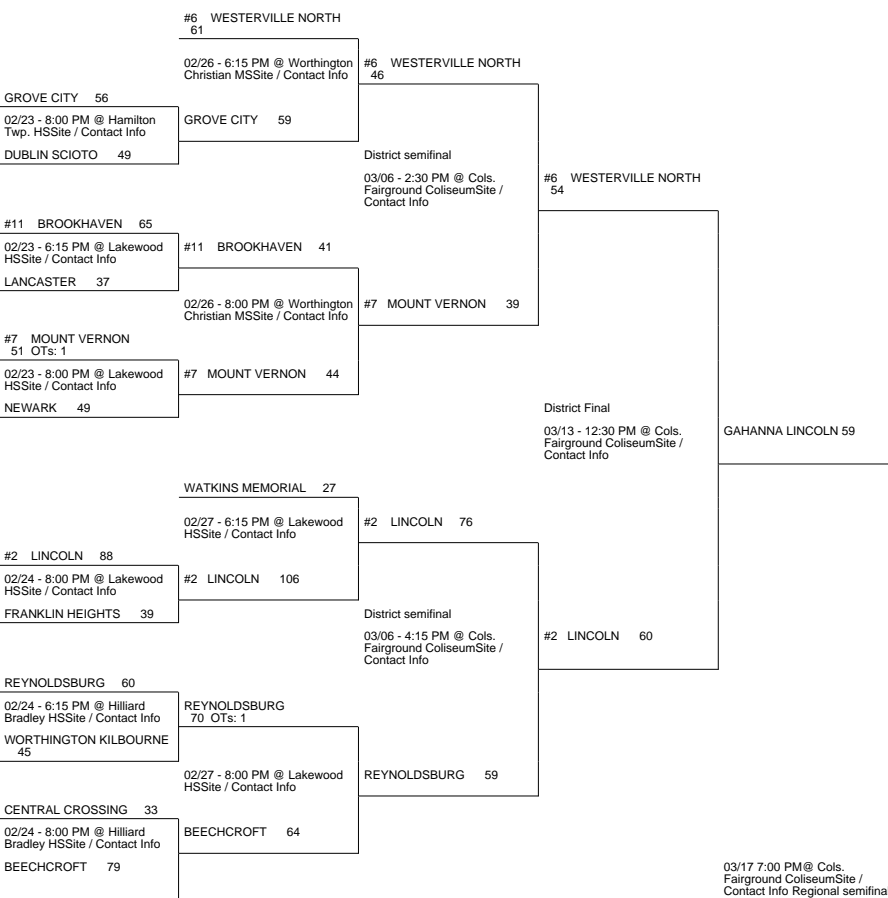 #6 WESTERVILLE NORTH
61
02/26 - 6:15 PM @ Worthington
Christian MSSite / Contact Info
#6 WESTERVILLE NORTH
46
GROVE CITY 56
02/23 - 8:00 PM @ Hamilton
Twp. HSSite / Contact Info
GROVE CITY 59
DUBLIN SCIOTO 49
District semifinal
03/06 - 2:30 PM @ Cols.
Fairground ColiseumSite /
Contact Info
#6 WESTERVILLE NORTH
54
#11 BROOKHAVEN 65
02/23 - 6:15 PM @ Lakewood
HSSite / Contact Info
#11 BROOKHAVEN 41
LANCASTER 37
02/26 - 8:00 PM @ Worthington
Christian MSSite / Contact Info
#7 MOUNT VERNON 39
#7 MOUNT VERNON
51 OTs: 1
02/23 - 8:00 PM @ Lakewood
HSSite / Contact Info
#7 MOUNT VERNON 44
NEWARK 49
District Final
03/13 - 12:30 PM @ Cols.
Fairground ColiseumSite /
Contact Info
GAHANNA LINCOLN 59
WATKINS MEMORIAL 27
02/27 - 6:15 PM @ Lakewood
HSSite / Contact Info
#2 LINCOLN 76
#2 LINCOLN 88
02/24 - 8:00 PM @ Lakewood
HSSite / Contact Info
#2 LINCOLN 106
FRANKLIN HEIGHTS 39
District semifinal
03/06 - 4:15 PM @ Cols.
Fairground ColiseumSite /
Contact Info
#2 LINCOLN 60
REYNOLDSBURG 60
02/24 - 6:15 PM @ Hilliard
Bradley HSSite / Contact Info
REYNOLDSBURG
70 OTs: 1
WORTHINGTON KILBOURNE
45
02/27 - 8:00 PM @ Lakewood
HSSite / Contact Info
REYNOLDSBURG 59
CENTRAL CROSSING 33
02/24 - 8:00 PM @ Hilliard
Bradley HSSite / Contact Info
BEECHCROFT 64
BEECHCROFT 79
03/17 7:00 PM@ Cols.
Fairground ColiseumSite /
Contact Info Regional semifinal